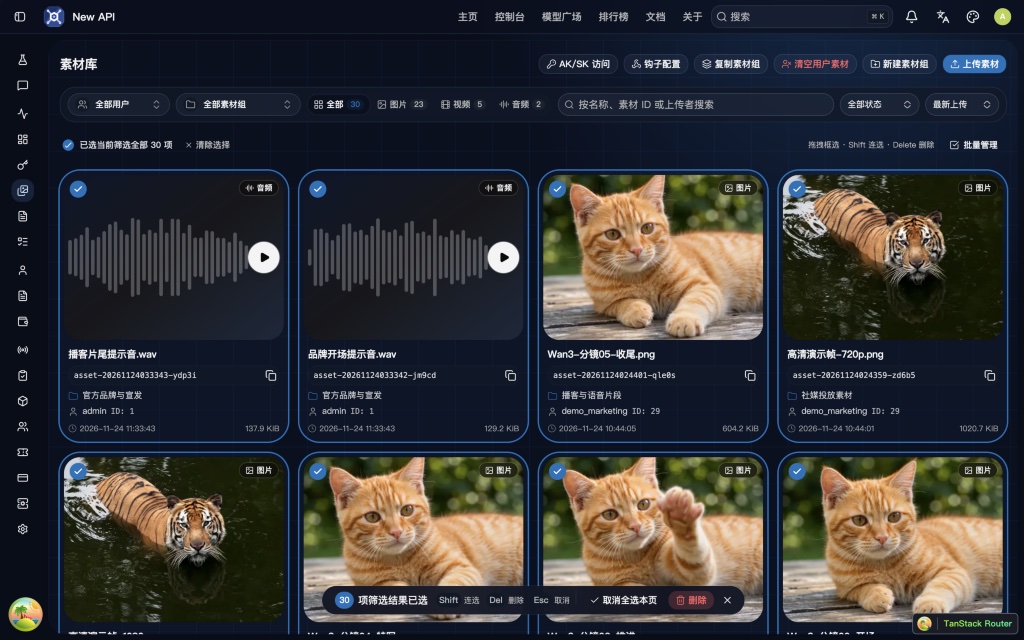 New API
主页
控制台
模型广场
排行榜
文档
关于
搜索
⌘ K
A
素材库
AK/SK 访问
钩子配置
复制素材组
清空用户素材
新建素材组
上传素材
全部用户
全部素材组
全部 30
图片 23
视频 5
音频 2
按名称、素材 ID 或上传者搜索
全部状态
最新上传
已选当前筛选全部 30 项
× 清除选择
拖拽框选 · Shift 连选 · Delete 删除
批量管理
音频
播客片尾提示音.wav
asset-20261124033343-ydp3i
官方品牌与宣发
admin ID: 1
2026-11-24 11:33:43
137.9 KiB
音频
品牌开场提示音.wav
asset-20261124033342-jm9cd
官方品牌与宣发
admin ID: 1
2026-11-24 11:33:43
129.2 KiB
图片
Wan3-分镜05-收尾.png
asset-20261124024401-qle0s
播客与语音片段
demo_marketing ID: 29
2026-11-24 10:44:05
604.2 KiB
图片
高清演示帧-720p.png
asset-20261124024359-zd6b5
社媒投放素材
demo_marketing ID: 29
2026-11-24 10:44:01
1020.7 KiB
图片
图片
图片
图片
30 项筛选结果已选
Shift 连选
Del 删除
Esc 取消
取消全选本页
删除
TanStack Router